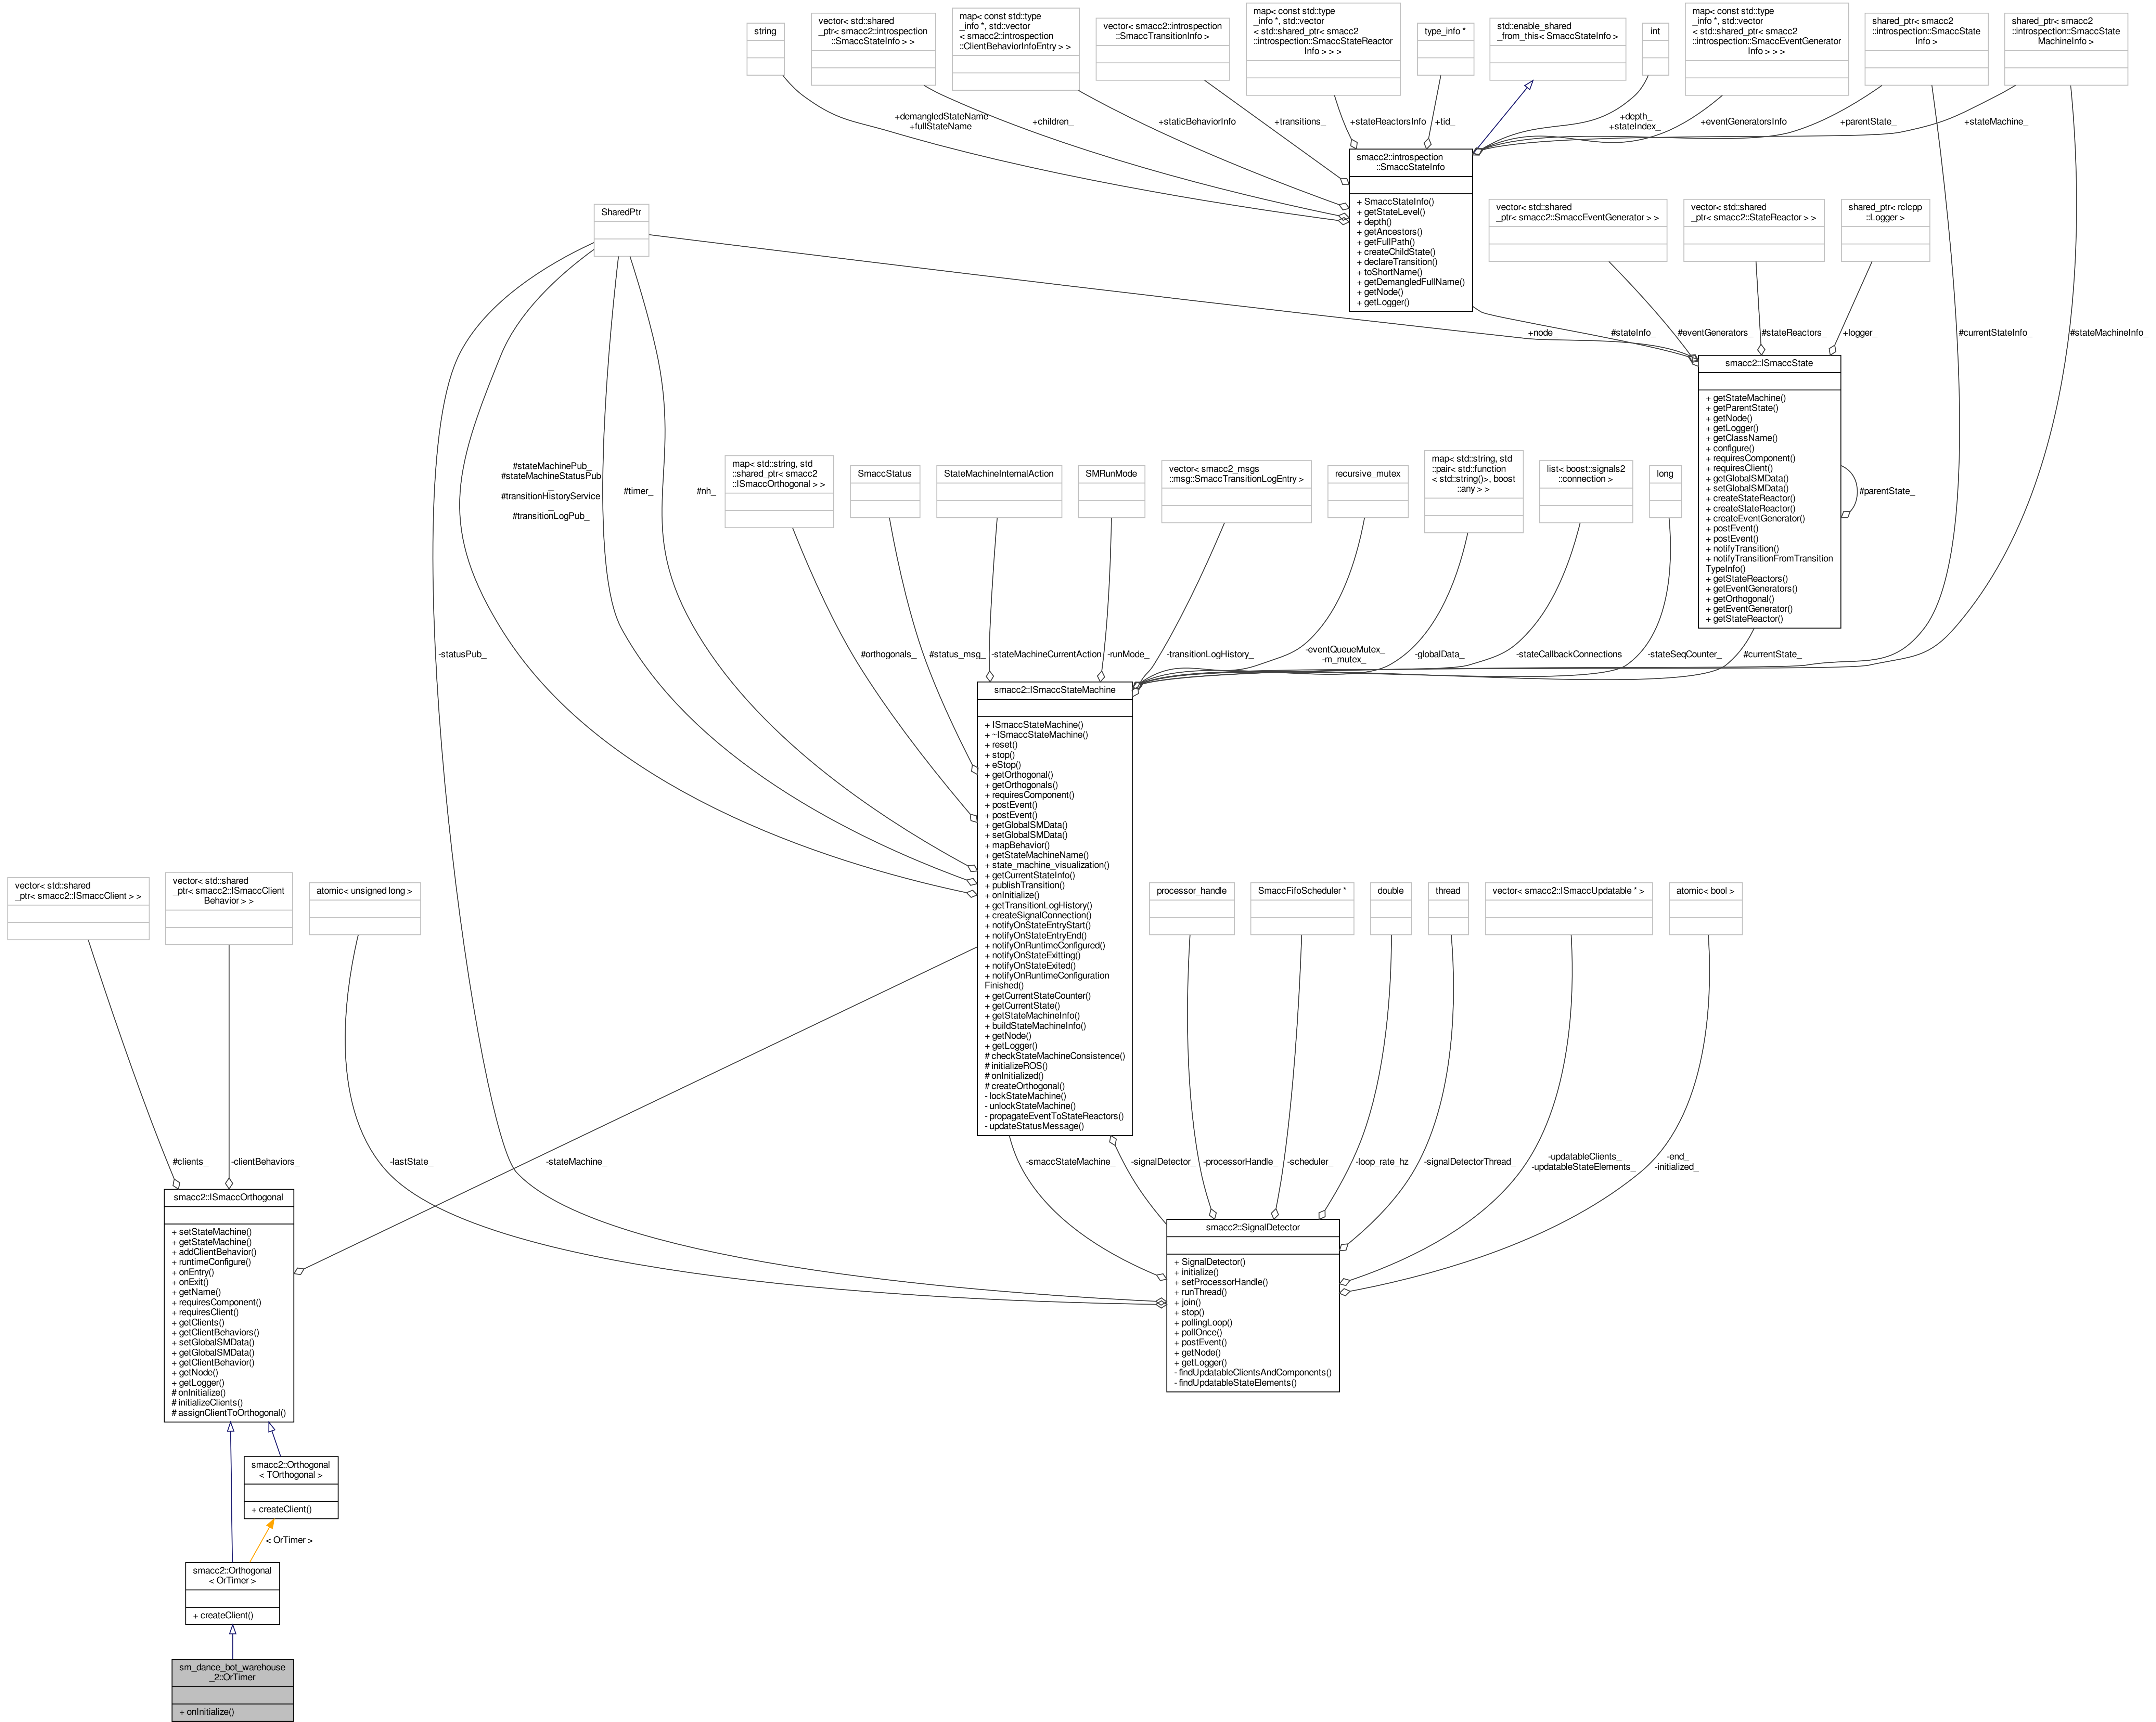 string
vector< std::shared
_ptr< smacc2::introspection
::SmaccStateInfo > >
map< const std::type
_info *, std::vector
< smacc2::introspection
::ClientBehaviorInfoEntry > >
vector< smacc2::introspection
::SmaccTransitionInfo >
map< const std::type
_info *, std::vector
< std::shared_ptr< smacc2
::introspection::SmaccStateReactor
Info > > >
type_info *
std::enable_shared
_from_this< SmaccStateInfo >
int
map< const std::type
_info *, std::vector
< std::shared_ptr< smacc2
::introspection::SmaccEventGenerator
Info > > >
shared_ptr< smacc2
::introspection::SmaccState
Info >
shared_ptr< smacc2
::introspection::SmaccState
MachineInfo >
+demangledStateName
+fullStateName
+children_
+staticBehaviorInfo
+transitions_
+stateReactorsInfo
+tid_
+depth_
+stateIndex_
+eventGeneratorsInfo
+parentState_
+stateMachine_
smacc2::introspection
::SmaccStateInfo
+ SmaccStateInfo()
+ getStateLevel()
+ depth()
+ getAncestors()
+ getFullPath()
+ createChildState()
+ declareTransition()
+ toShortName()
+ getDemangledFullName()
+ getNode()
+ getLogger()
SharedPtr
vector< std::shared
_ptr< smacc2::SmaccEventGenerator > >
vector< std::shared
_ptr< smacc2::StateReactor > >
shared_ptr< rclcpp
::Logger >
+node_
#stateInfo_
#eventGenerators_
#stateReactors_
+logger_
#currentStateInfo_
#stateMachineInfo_
smacc2::ISmaccState
+ getStateMachine()
+ getParentState()
+ getNode()
+ getLogger()
+ getClassName()
+ configure()
+ requiresComponent()
+ requiresClient()
+ getGlobalSMData()
+ setGlobalSMData()
+ createStateReactor()
+ createStateReactor()
+ createEventGenerator()
+ postEvent()
+ postEvent()
+ notifyTransition()
+ notifyTransitionFromTransition
TypeInfo()
+ getStateReactors()
+ getEventGenerators()
+ getOrthogonal()
+ getEventGenerator()
+ getStateReactor()
#parentState_
#stateMachinePub_
#stateMachineStatusPub
_
#transitionHistoryService
_
#transitionLogPub_
#timer_
#nh_
map< std::string, std
::shared_ptr< smacc2
::ISmaccOrthogonal > >
SmaccStatus
StateMachineInternalAction
SMRunMode
vector< smacc2_msgs
::msg::SmaccTransitionLogEntry >
recursive_mutex
map< std::string, std
::pair< std::function
< std::string()>, boost
::any > >
list< boost::signals2
::connection >
long
-statusPub_
#orthogonals_
#status_msg_
-stateMachineCurrentAction
-runMode_
-transitionLogHistory_
-eventQueueMutex_
-m_mutex_
-globalData_
-stateCallbackConnections
-stateSeqCounter_
#currentState_
smacc2::ISmaccStateMachine
+ ISmaccStateMachine()
+ ~ISmaccStateMachine()
+ reset()
+ stop()
+ eStop()
+ getOrthogonal()
+ getOrthogonals()
+ requiresComponent()
+ postEvent()
+ postEvent()
+ getGlobalSMData()
+ setGlobalSMData()
+ mapBehavior()
+ getStateMachineName()
+ state_machine_visualization()
+ getCurrentStateInfo()
+ publishTransition()
+ onInitialize()
+ getTransitionLogHistory()
+ createSignalConnection()
+ notifyOnStateEntryStart()
+ notifyOnStateEntryEnd()
+ notifyOnRuntimeConfigured()
+ notifyOnStateExitting()
+ notifyOnStateExited()
+ notifyOnRuntimeConfiguration
Finished()
+ getCurrentStateCounter()
+ getCurrentState()
+ getStateMachineInfo()
+ buildStateMachineInfo()
+ getNode()
+ getLogger()
# checkStateMachineConsistence()
# initializeROS()
# onInitialized()
# createOrthogonal()
- lockStateMachine()
- unlockStateMachine()
- propagateEventToStateReactors()
- updateStatusMessage()
vector< std::shared
_ptr< smacc2::ISmaccClient > >
vector< std::shared
_ptr< smacc2::ISmaccClient
Behavior > >
atomic< unsigned long >
processor_handle
SmaccFifoScheduler *
double
thread
vector< smacc2::ISmaccUpdatable * >
atomic< bool >
#clients_
-clientBehaviors_
-lastState_
-stateMachine_
-smaccStateMachine_
-signalDetector_
-processorHandle_
-scheduler_
-loop_rate_hz
-signalDetectorThread_
-updatableClients_
-updatableStateElements_
-end_
-initialized_
smacc2::ISmaccOrthogonal
+ setStateMachine()
+ getStateMachine()
+ addClientBehavior()
+ runtimeConfigure()
+ onEntry()
+ onExit()
+ getName()
+ requiresComponent()
+ requiresClient()
+ getClients()
+ getClientBehaviors()
+ setGlobalSMData()
+ getGlobalSMData()
+ getClientBehavior()
+ getNode()
+ getLogger()
# onInitialize()
# initializeClients()
# assignClientToOrthogonal()
smacc2::SignalDetector
+ SignalDetector()
+ initialize()
+ setProcessorHandle()
+ runThread()
+ join()
+ stop()
+ pollingLoop()
+ pollOnce()
+ postEvent()
+ getNode()
+ getLogger()
- findUpdatableClientsAndComponents()
- findUpdatableStateElements()
smacc2::Orthogonal
< TOrthogonal >
+ createClient()
< OrTimer >
smacc2::Orthogonal
< OrTimer >
+ createClient()
sm_dance_bot_warehouse
_2::OrTimer
+ onInitialize()